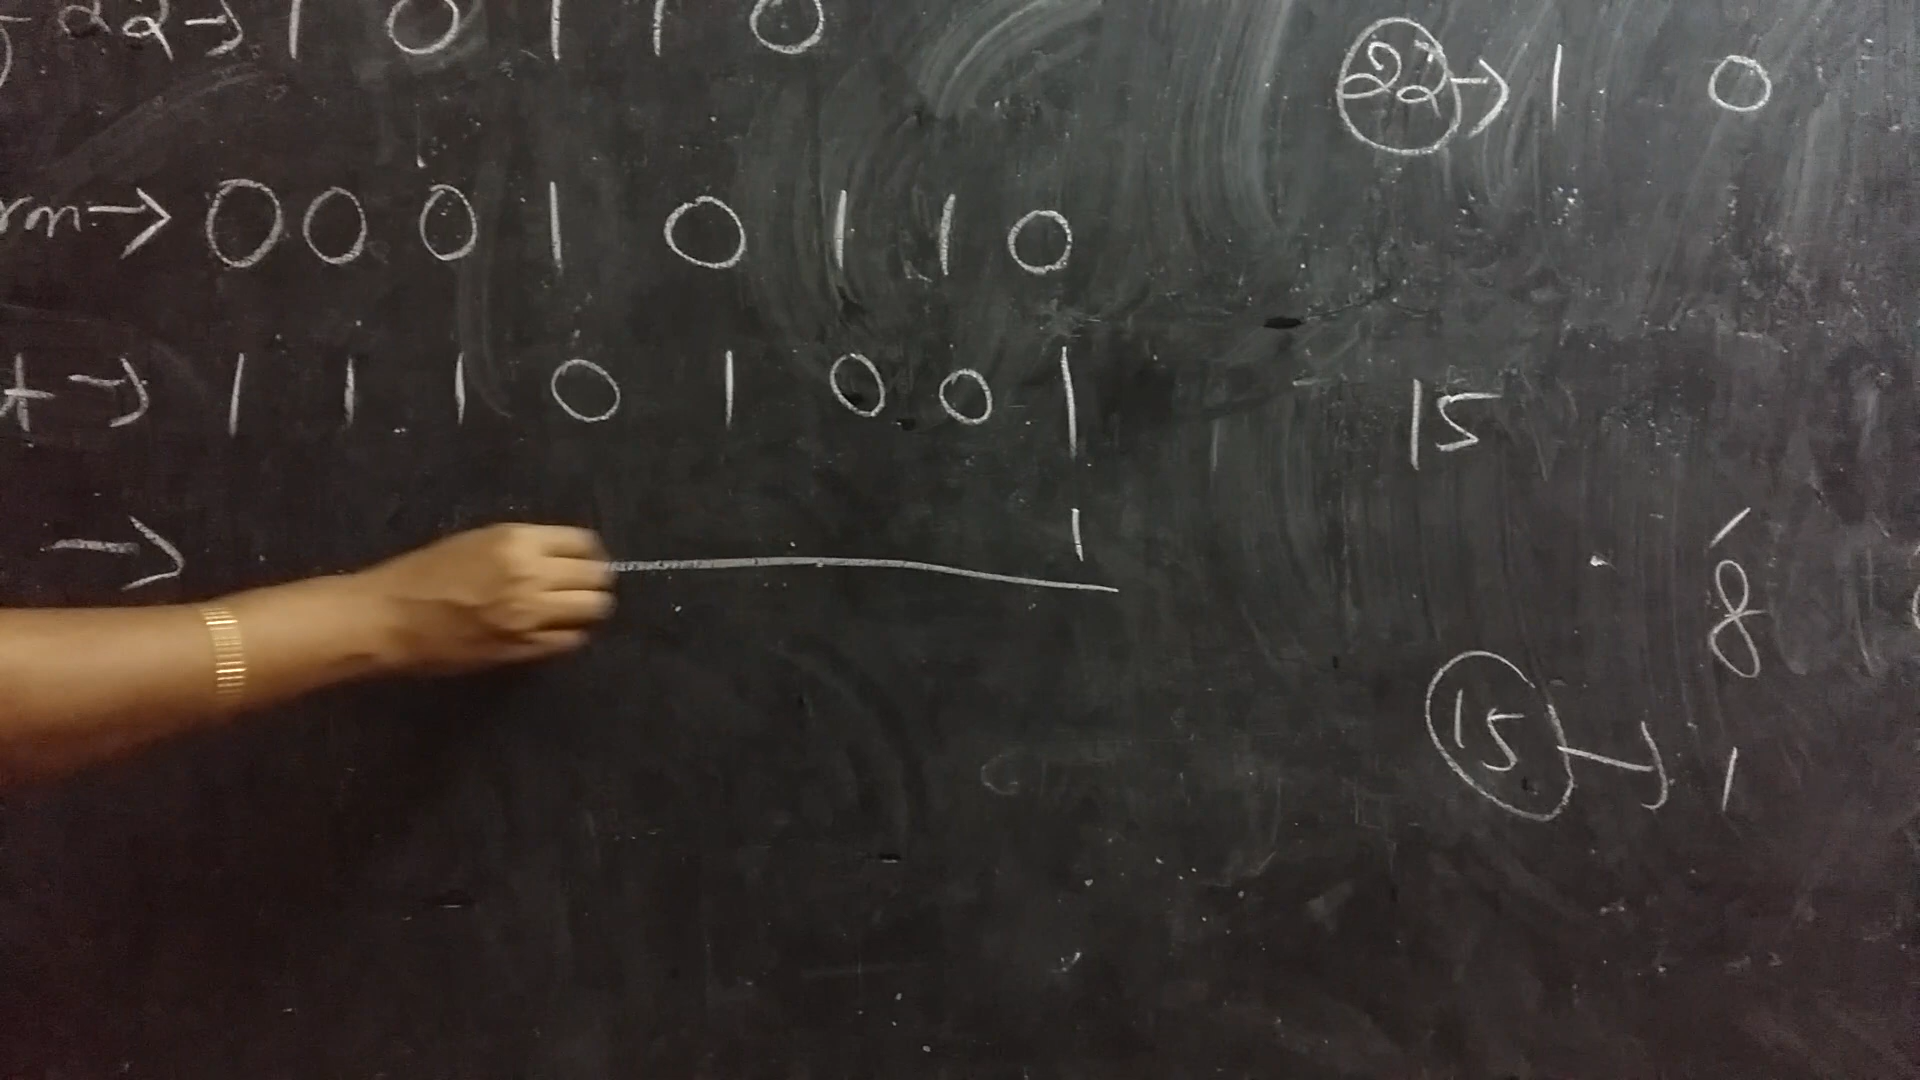 22→ 1 0 1 1 0
22→ 1 0
rm→ 0 0 0 1 0 1 1 0
→ 1 1 1 0 1 0 0 1
15
→ 1
8
15→ 1